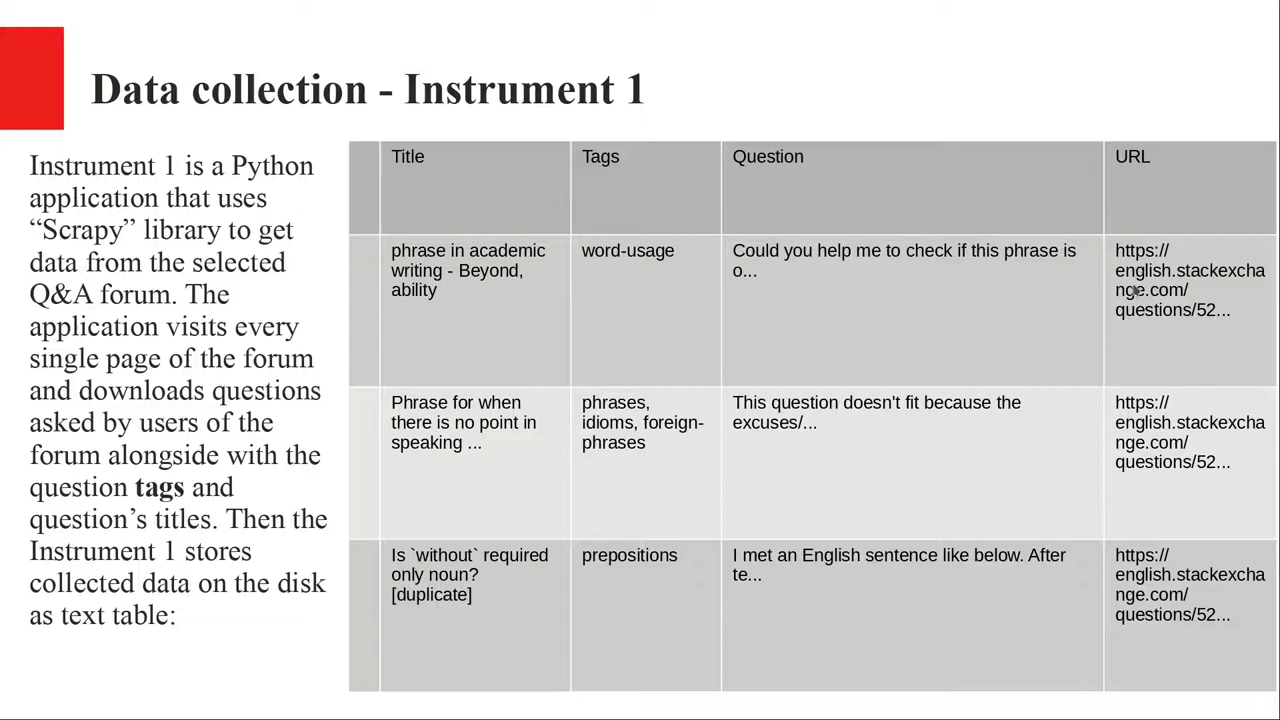 Data collection - Instrument 1
Instrument 1 is a Python
application that uses
“Scrapy” library to get
data from the selected
Q&A forum. The
application visits every
single page of the forum
and downloads questions
asked by users of the
forum alongside with the
question tags and
question’s titles. Then the
Instrument 1 stores
collected data on the disk
as text table:
Title
Tags
Question
URL
phrase in academic
writing - Beyond,
ability
word-usage
Could you help me to check if this phrase is
o...
https://
english.stackexcha
nge.com/
questions/52...
Phrase for when
there is no point in
speaking ...
phrases,
idioms, foreign-
phrases
This question doesn't fit because the
excuses/...
https://
english.stackexcha
nge.com/
questions/52...
Is `without` required
only noun?
[duplicate]
prepositions
I met an English sentence like below. After
te...
https://
english.stackexcha
nge.com/
questions/52...